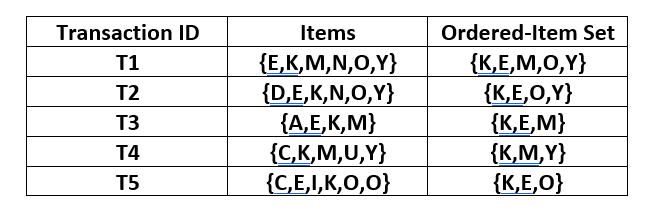 Transaction ID Items Ordered-Item Set
T1 {E,K,M,N,O,Y} {K,E,M,O,Y}
T2 {D,E,K,N,O,Y} {K,E,O,Y}
T3 {A,E,K,M} {K,E,M}
T4 {C,K,M,U,Y} {K,M,Y}
T5 {C,E,I,K,O,O} {K,E,O}